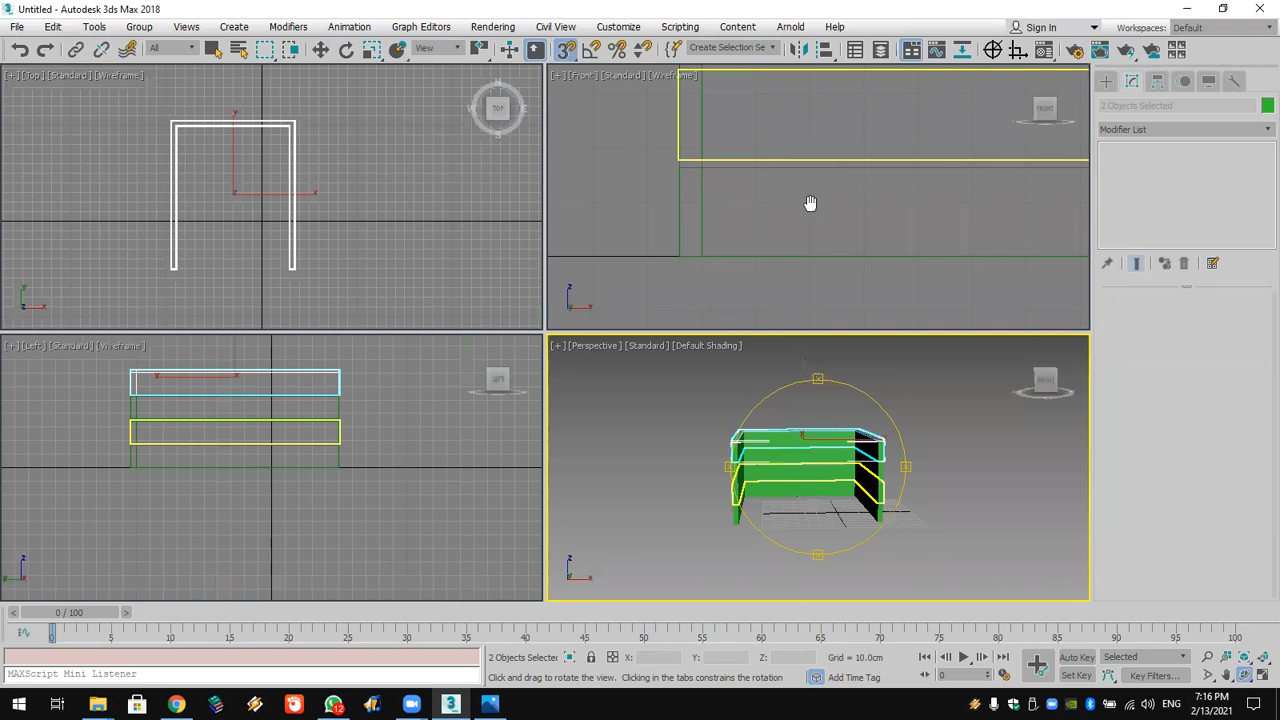 Untitled - Autodesk 3ds Max 2018
File Edit Tools Group Views Create Modifiers Animation Graph Editors Rendering Civil View Customize Scripting Content Arnold Help Sign In Workspaces: Default
All View Create Selection Se
[+] [Top] [Standard] [Wireframe]
[+] [Front] [Standard] [Wireframe]
N
W TOP E
S
FRONT
y
x
z
2 Objects Selected
Modifier List
y
z x
z
y x
[+] [Left] [Standard] [Wireframe]
[+] [Perspective] [Standard] [Default Shading]
LEFT
FRONT
y x
z
y x
z
y x
0 / 100
0 5 10 15 20 25 30 35 40 45 50 55 60 65 70 75 80 85 90 95 100
2 Objects Selected X: Y: Z: Grid = 10.0cm
Auto Key Selected
MAXScript Mini Listener
Click and drag to rotate the view. Clicking in the tabs constrains the rotation
Add Time Tag
0
Set Key Key Filters...
12
3
ENG
7:16 PM
2/13/2021